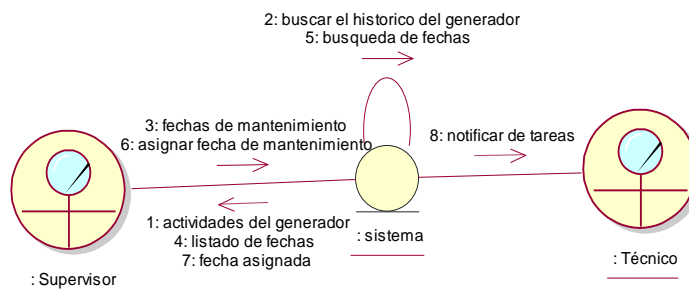 2: buscar el historico del generador
5: busqueda de fechas
3: fechas de mantenimiento
6: asignar fecha de mantenimiento
8: notificar de tareas
1: actividades del generador
4: listado de fechas
7: fecha asignada
: sistema
: Supervisor
: Técnico